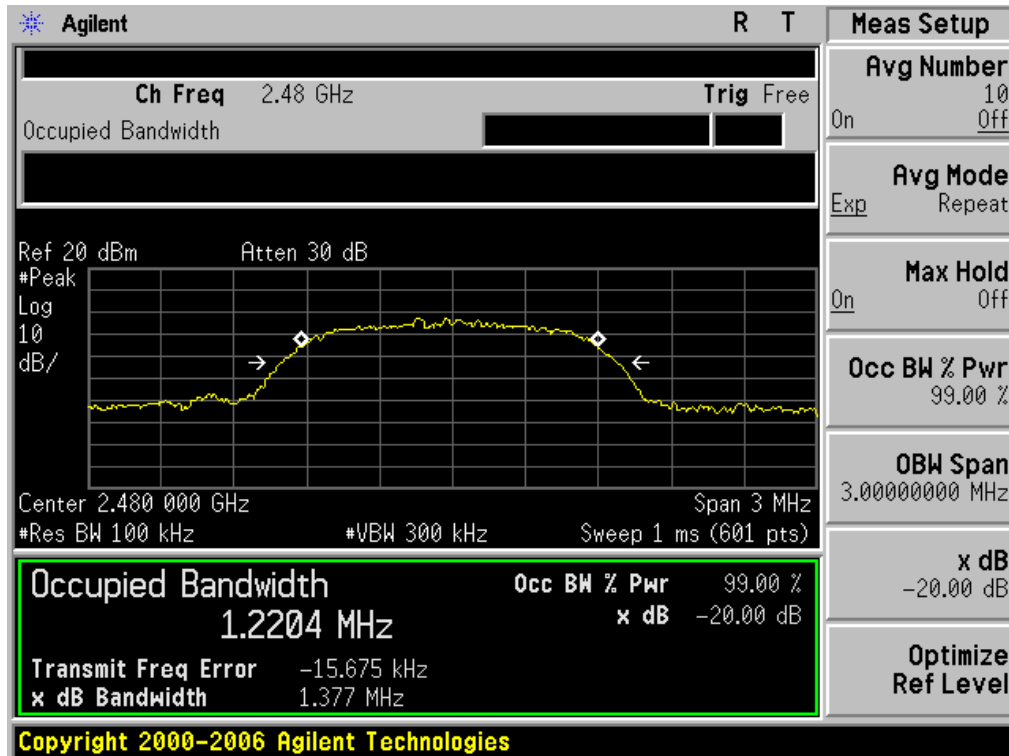 Agilent R T
Ch Freq 2.48 GHz Trig Free
Occupied Bandwidth
Ref 20 dBm Atten 30 dB
#Peak
Log
10
dB/
Center 2.480 000 GHz Span 3 MHz
#Res BW 100 kHz #VBW 300 kHz Sweep 1 ms (601 pts)
Occupied Bandwidth Occ BW % Pwr 99.00 %
1.2204 MHz x dB -20.00 dB
Transmit Freq Error -15.675 kHz
x dB Bandwidth 1.377 MHz
Copyright 2000-2006 Agilent Technologies
Meas Setup
Avg Number
10
On Off
Avg Mode
Exp Repeat
Max Hold
On Off
Occ BW % Pwr
99.00 %
OBW Span
3.00000000 MHz
x dB
-20.00 dB
Optimize
Ref Level